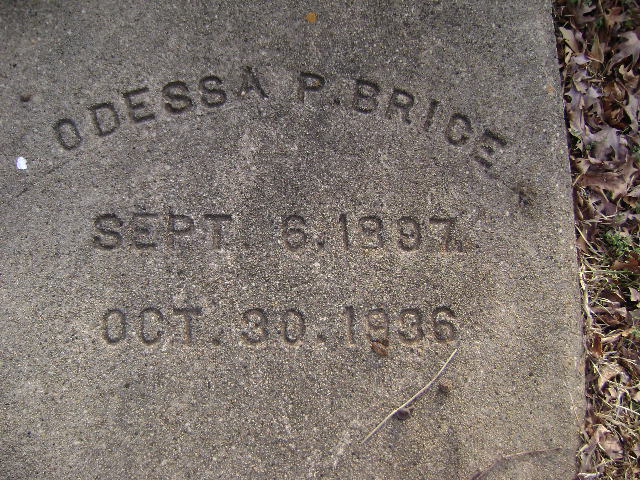 ODESSA P. BRICE
SEPT. 6. 1897.
OCT. 30. 1936